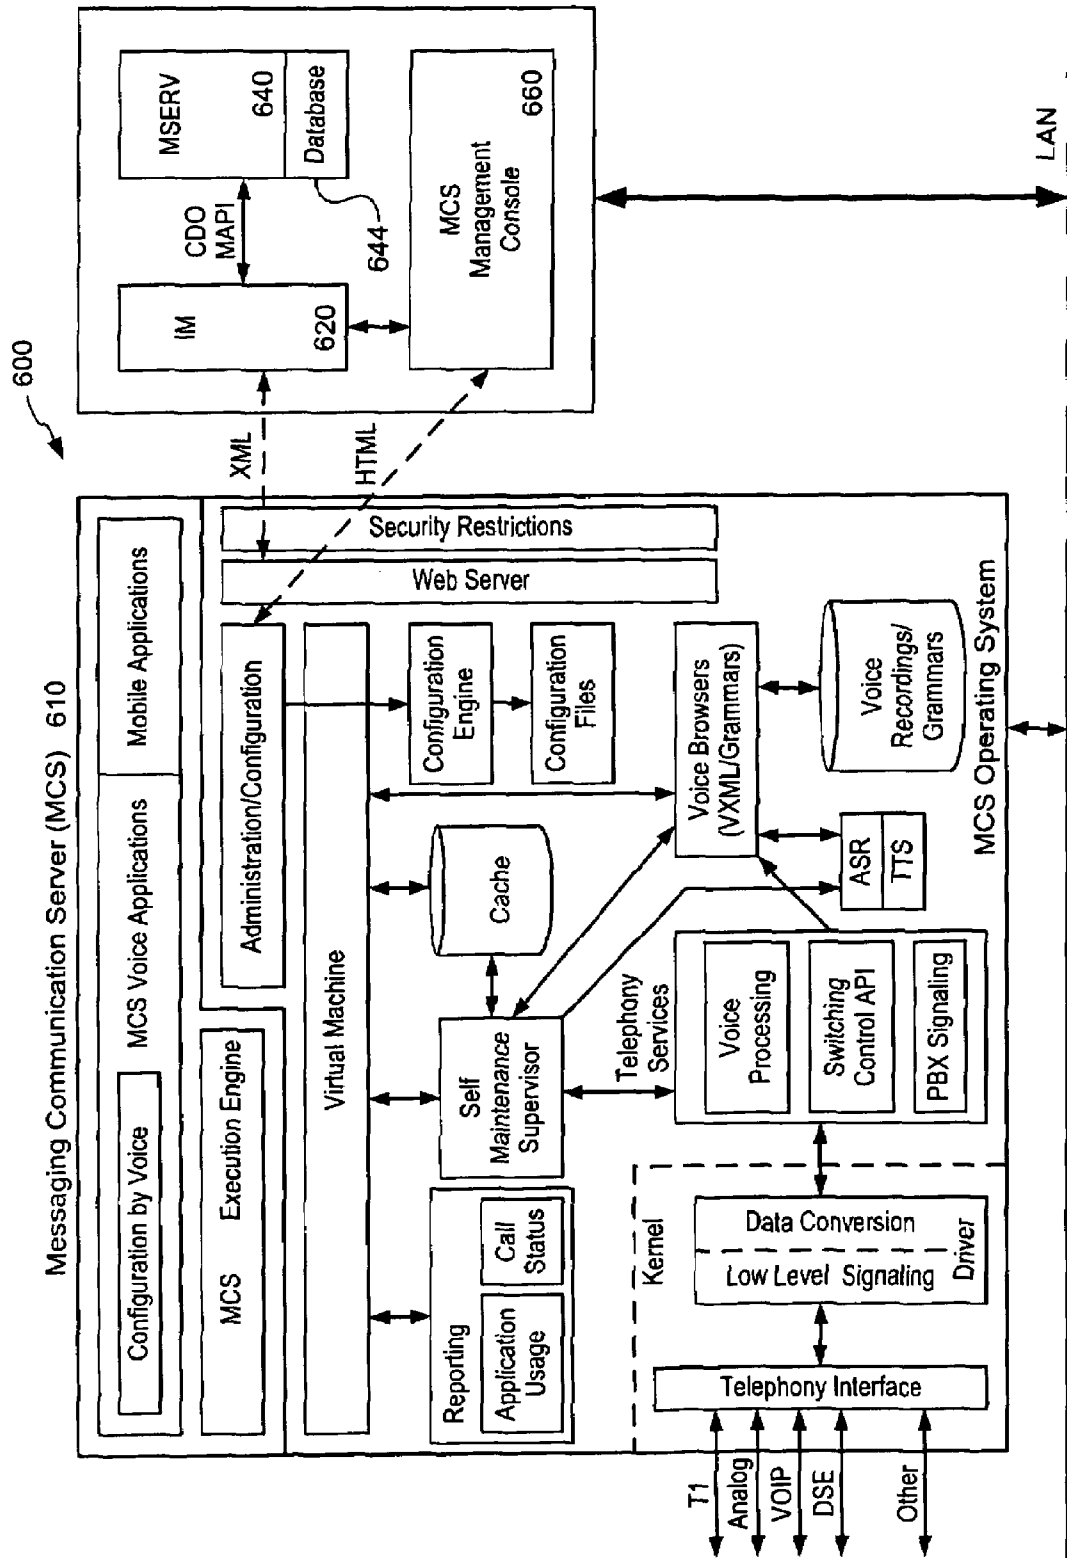 600
Messaging Communication Server (MCS) 610
Configuration by Voice
MCS Voice Applications
Mobile Applications
MCS Execution Engine
Administration/Configuration
Virtual Machine
Security Restrictions
Web Server
XML
HTML
IM
620
CDO
MAPI
MSERV
640
Database
644
MCS
Management
Console
660
LAN
Reporting
Application
Usage
Call
Status
Self
Maintenance
Supervisor
Cache
Configuration
Engine
Configuration
Files
Telephony
Services
Voice
Processing
Switching
Control API
PBX Signaling
Voice Browsers
(VXML/Grammars)
ASR
TTS
Voice
Recordings/
Grammars
MCS Operating System
Kernel
Data Conversion
Low Level Signaling
Driver
Telephony Interface
T1
Analog
VOIP
DSE
Other